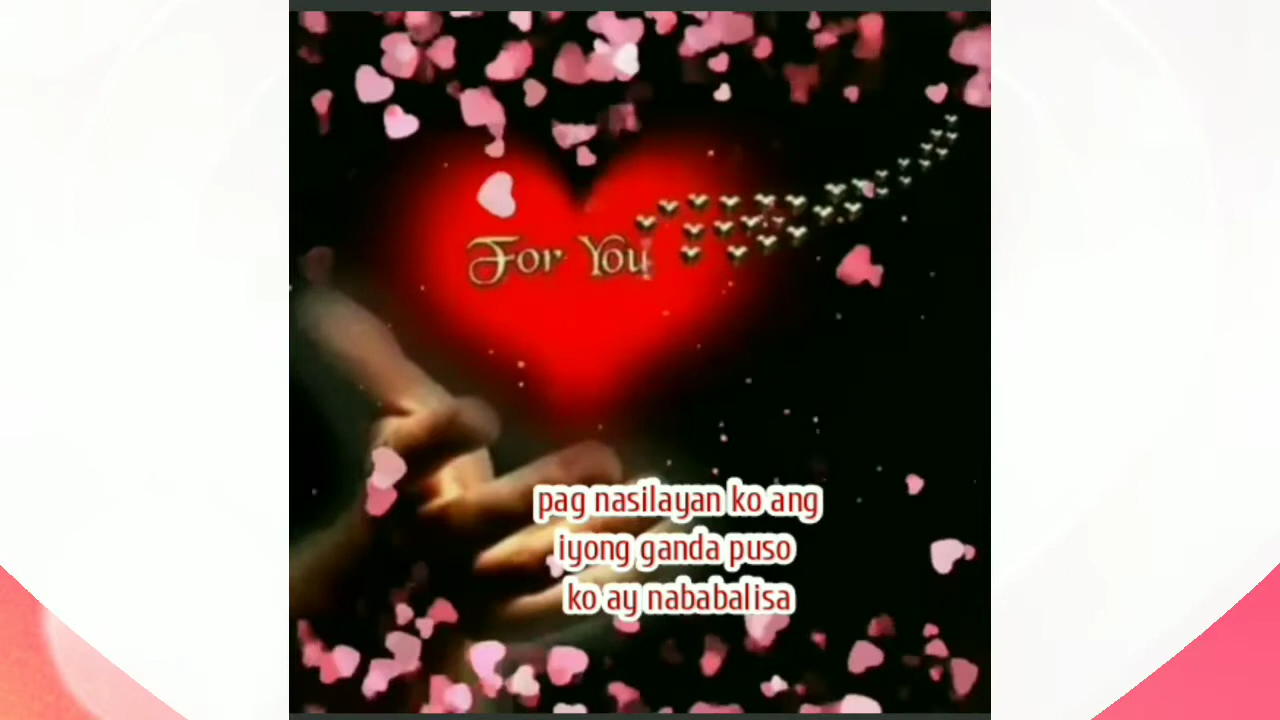 For You
pag nasilayan ko ang
iyong ganda puso
ko ay nababalisa